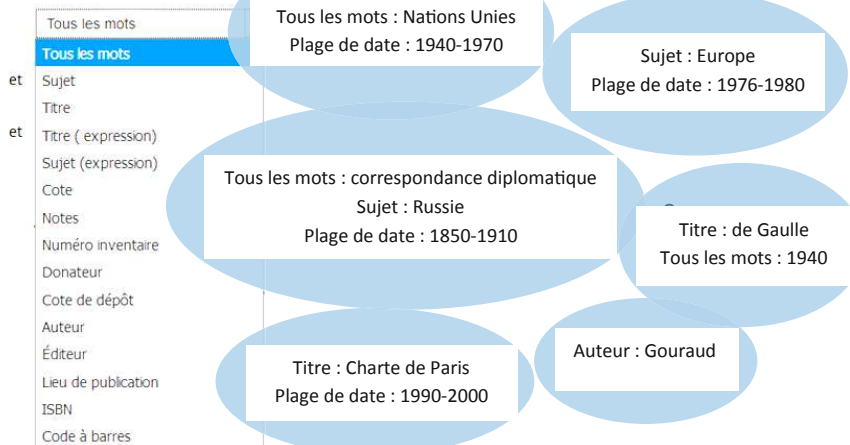 Tous les mots
Tous les mots
et
Sujet
Titre
et
Titre ( expression)
Sujet (expression)
Cote
Notes
Numéro inventaire
Donateur
Cote de dépôt
Auteur
Éditeur
Lieu de publication
ISBN
Code à barres
Tous les mots : Nations Unies
Plage de date : 1940-1970
Sujet : Europe
Plage de date : 1976-1980
Tous les mots : correspondance diplomatique
Sujet : Russie
Plage de date : 1850-1910
Titre : de Gaulle
Tous les mots : 1940
Auteur : Gouraud
Titre : Charte de Paris
Plage de date : 1990-2000